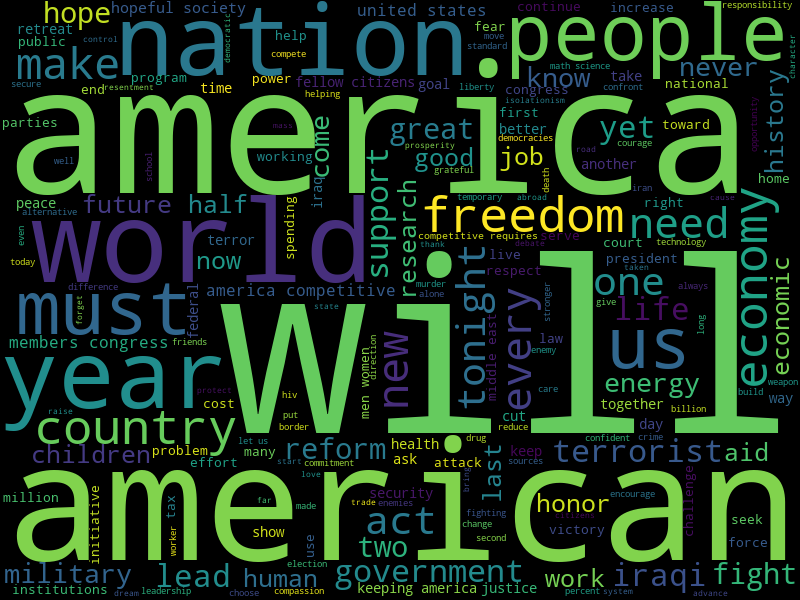 hope
hopeful society
united states
continue
increase
responsibility
retreat
public
control
democratic
nation
help
compete
fear
move
standard
people
character
make
secure
end
resentment
program
time
power
fellow citizens
goal
know
congress
math science
take
confront
never
national
history
parties
america
helping
liberty
isolationism
first
yet
toward
opportunity
well
school
mass
working
come
great
prosperity
good
grateful
better
democracies
courage
job
another
road
iran
home
peace
alternative
future
half
iraq
support
research
freedom
temporary
abroad
death
right
need
cause
economy
even
today
world
terror
now
spending
competitive requires
serve
court
technology
thank
debate
must
difference
federal
america competitive
murder
alone
tonight
live
respect
middle east
every
stronger
president
taken
one
give
life
always
economic
members congress
forget
friends
state
will
new
men women
direction
law
enemy
us
long
build
weapon
way
year
protect
cost
hiv
put
border
care
energy
together
billion
country
raise
cut
reduce
day
confident
crime
children
problem
let us
many
reform
health
ask
drug
attack
last
keep
sources
terrorist
aid
effort
start
commitment
love
american
million
initiative
tax
worker
far
made
show
trade
enemies
security
bring
fighting
change
second
honor
victory
encourage
challenge
seek
force
act
two
use
election
military
lead
human
government
work
iraqi
fight
institutions
dream
leadership
choose
compassion
keeping america
justice
percent
system
advance